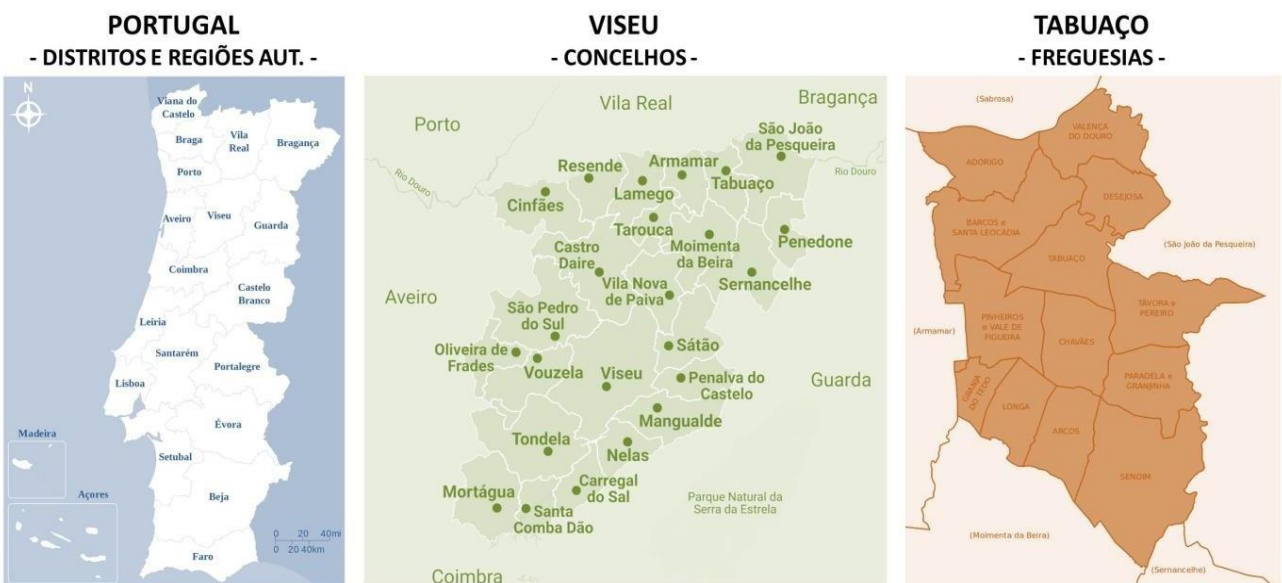 PORTUGAL
- DISTRITOS E REGIÕES AUT. -
N
Viana do
Castelo
Braga
Vila
Real
Bragança
Porto
Aveiro
Viseu
Guarda
Coimbra
Castelo
Branco
Leiria
Santarém
Portalegre
Lisboa
Évora
Madeira
Setubal
Açores
Beja
0 20 40mi
0 20 40km
Faro
VISEU
- CONCELHOS -
Vila Real
Bragança
Porto
São João
da Pesqueira
Rio Douro
Resende
Armamar
Rio Douro
Cinfães
Lamego
Tabuaço
Tarouca
Moimenta
da Beira
Penedone
Castro
Daire
Vila Nova
de Paiva
Sernancelhe
Aveiro
São Pedro
do Sul
Oliveira de
Frades
Vouzela
Viseu
Sátão
Penalva do
Castelo
Guarda
Mangualde
Tondela
Nelas
Mortágua
Carregal
do Sal
Santa
Comba Dão
Parque Natural da
Serra da Estrela
Coimbra
TABUAÇO
- FREGUESIAS -
(Sabrosa)
VALENÇA
DO DOURO
ADORIGO
DESEJOSA
BARCOS e
SANTA LEOCÁDIA
(São João da Pesqueira)
TABUAÇO
TÁVORA e
PEREIRO
(Armamar)
PINHEIROS
e VALE DE
FIGUEIRA
CHAVÃES
PARADELA e
GRANJINHA
GRANJA
DO TEDO
LONGA
ARCOS
SENDIM
(Moimenta da Beira)
(Sernancelhe)